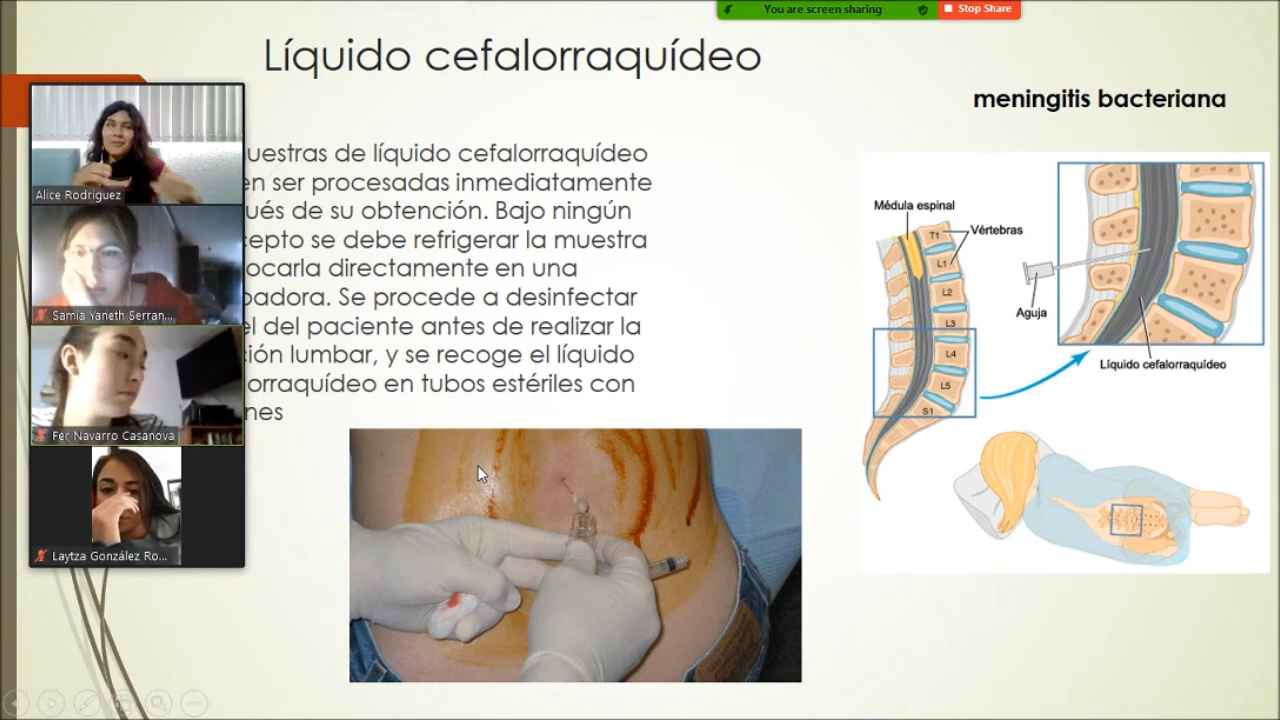 You are screen sharing
Stop Share
Líquido cefalorraquídeo
meningitis bacteriana
uestras de líquido cefalorraquídeo
en ser procesadas inmediatamente
ués de su obtención. Bajo ningún
cepto se debe refrigerar la muestra
ocarla directamente en una
badora. Se procede a desinfectar
el del paciente antes de realizar la
ción lumbar, y se recoge el líquido
lorraquídeo en tubos estériles con
nes
Alice Rodriguez
Samia Yaneth Serran...
Fer Navarro Casanova
Laytza González Ro...
Médula espinal
Vértebras
T1
L1
L2
L3
L4
L5
S1
Aguja
Líquido cefalorraquídeo